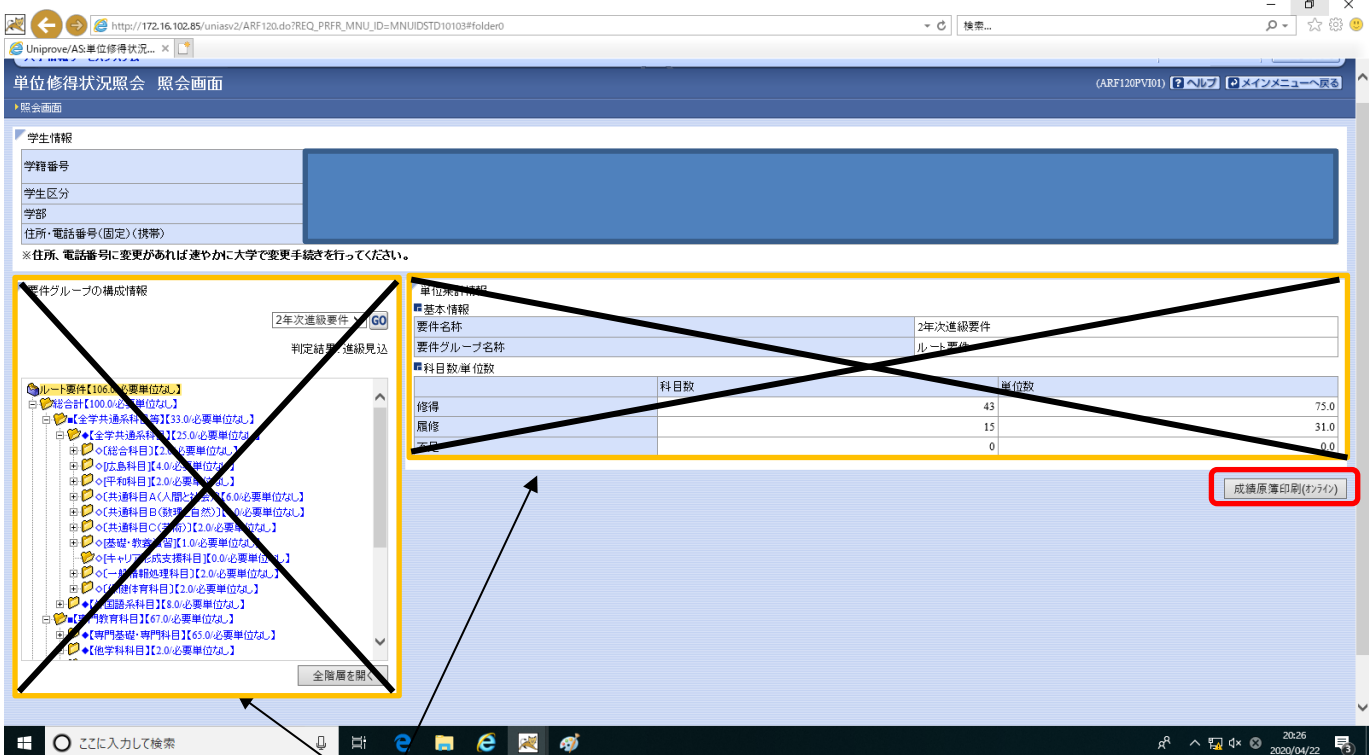 http://172.16.102.85/uniasv2/ARF120.do?REQ_PRFR_MNU_ID=MNUIDSTD10103#folder0
検索...
Uniprove/AS:単位修得状況... ×
単位修得状況照会 照会画面
(ARF120PVI01) ?ヘルプ メインメニューへ戻る
照会画面
学生情報
学籍番号
学生区分
学部
住所・電話番号(固定)(携帯)
※住所、電話番号に変更があれば速やかに大学で変更手続きを行ってください。
要件グループの構成情報
2年次進級要件 GO
判定結果：進級見込
ルート要件【106.0/必要単位なし】
総合計【100.0/必要単位なし】
■【全学共通系科目等】【33.0/必要単位なし】
◆【全学共通系科目】【25.0/必要単位なし】
◇[総合科目]【2.0/必要単位なし】
◇[広島科目]【4.0/必要単位なし】
◇[平和科目]【2.0/必要単位なし】
◇[共通科目A(人間と社会)]【6.0/必要単位なし】
◇[共通科目B(数理と自然)]【/必要単位なし】
◇[共通科目C(芸術)]【2.0/必要単位なし】
◇[基礎・教養演習]【1.0/必要単位なし】
◇[キャリア形成支援科目]【0.0/必要単位なし】
◇[一般情報処理科目]【2.0/必要単位なし】
◇[保健体育科目]【2.0/必要単位なし】
◆【外国語系科目】【8.0/必要単位なし】
■【専門教育科目】【67.0/必要単位なし】
◆【専門基礎・専門科目】【65.0/必要単位なし】
◆【他学科科目】【2.0/必要単位なし】
全階層を開く
単位集計情報
基本情報
要件名称 2年次進級要件
要件グループ名称 ルート要件
科目数/単位数
科目数 単位数
修得 43 75.0
履修 15 31.0
不足 0 0.0
成績原簿印刷(オンライン)
ここに入力して検索
20:26
2020/04/22
3